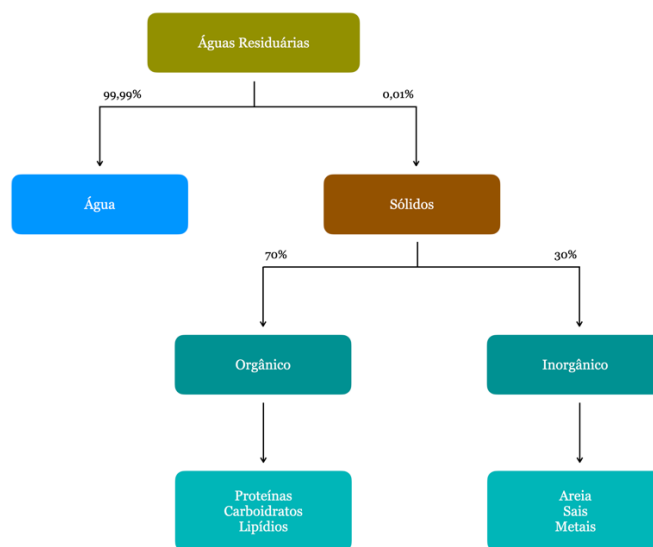 Águas Residuárias
99,99%
0,01%
Água
Sólidos
70%
30%
Orgânico
Inorgânico
Proteínas
Carboidratos
Lipídios
Areia
Sais
Metais